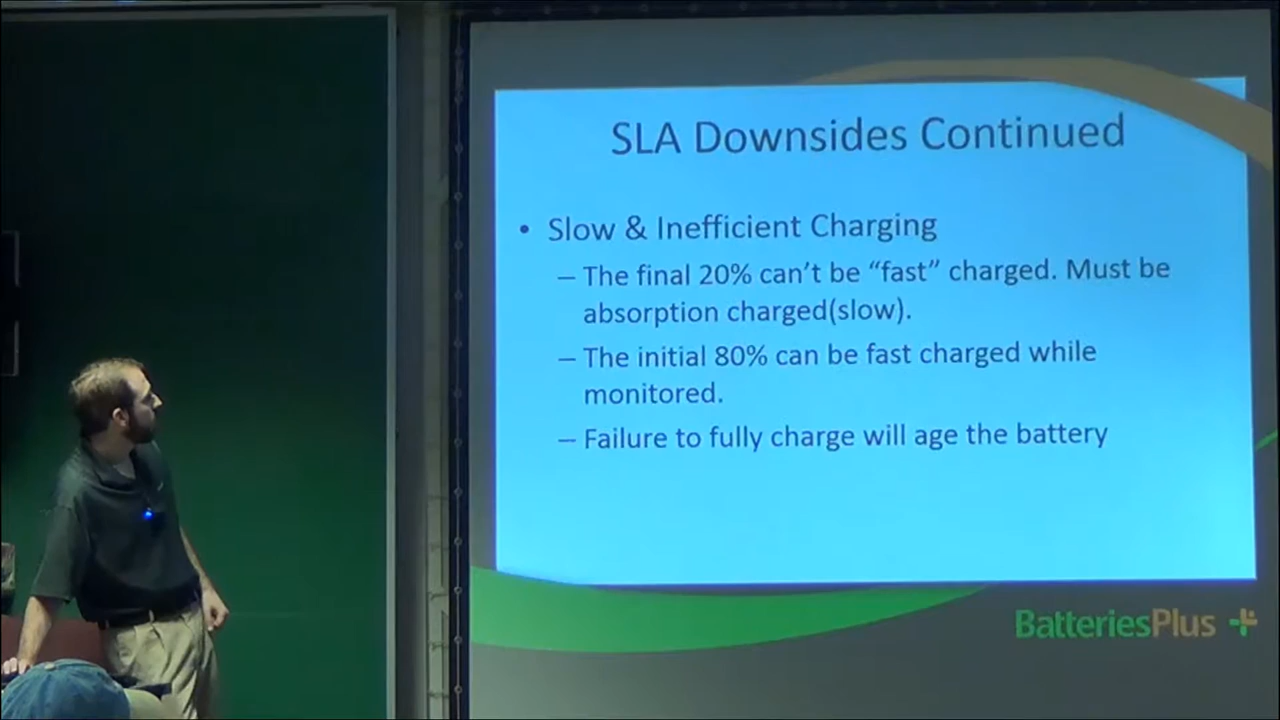 SLA Downsides Continued
• Slow & Inefficient Charging
– The final 20% can’t be “fast” charged. Must be
absorption charged(slow).
– The initial 80% can be fast charged while
monitored.
– Failure to fully charge will age the battery
BatteriesPlus